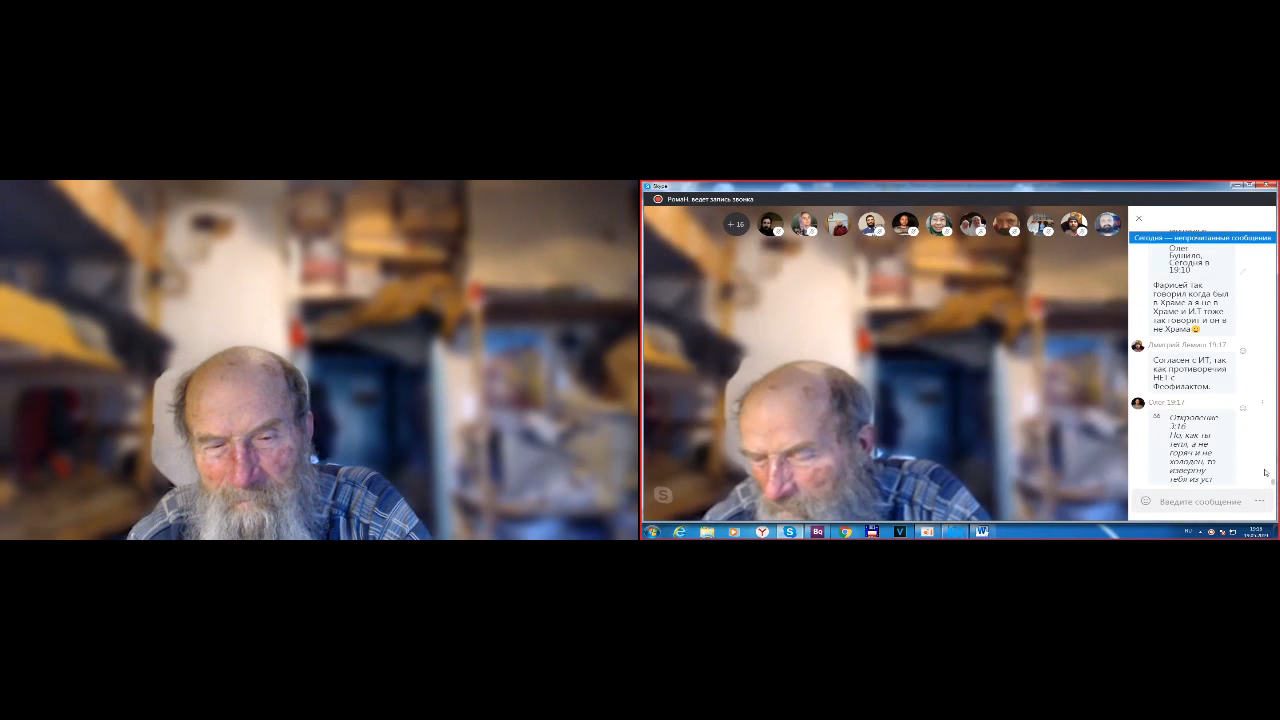 Skype
РомаН. ведет запись звонка
+ 16
Сегодня — непрочитанные сообщения
Олег
Бушило,
Сегодня в
19:10
Фарисей так
говорил когда был
в Храме а я не в
Храме и И.Т тоже
так говорит и он в
не Храма😀
Дмитрий 19:17
Согласен с ИТ, так
как противоречия
НЕТ с
Феофилактом.
Олег 19:17
Откровение
3:16
Но, как ты
тепл, а не
горяч и не
холоден, то
извергну
тебя из уст
Введите сообщение
Bq
V
RU